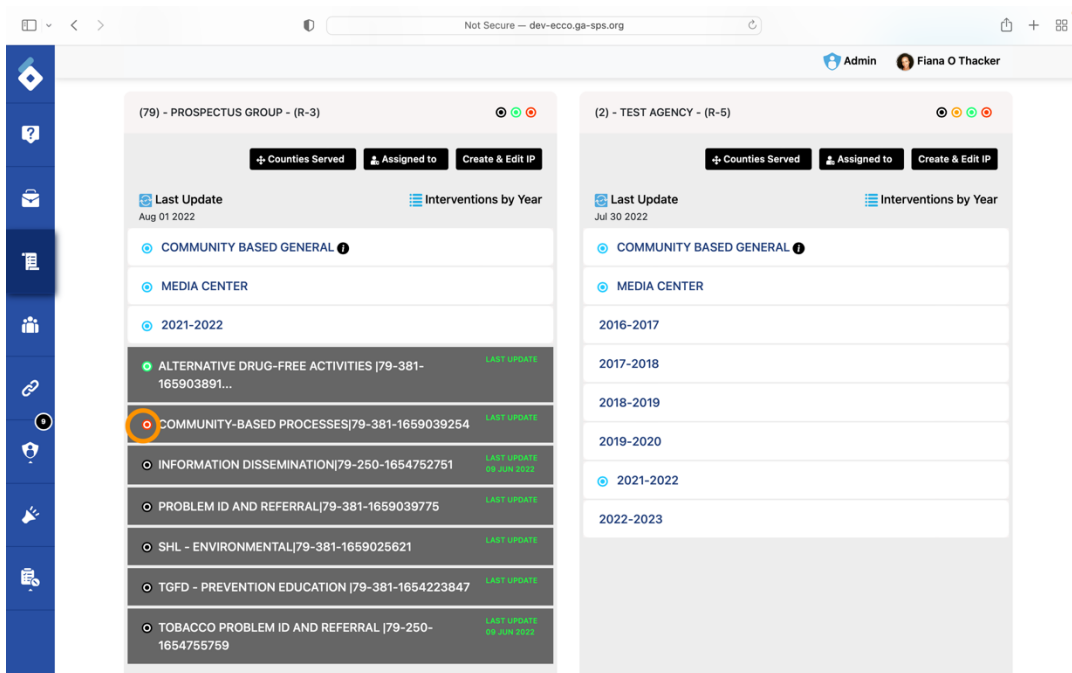 Not Secure — dev-ecco.ga-sps.org
Admin
Fiana O Thacker
(79) - PROSPECTUS GROUP - (R-3)
Counties Served
Assigned to
Create & Edit IP
Last Update
Interventions by Year
Aug 01 2022
COMMUNITY BASED GENERAL
MEDIA CENTER
2021-2022
ALTERNATIVE DRUG-FREE ACTIVITIES |79-381-
165903891...
LAST UPDATE
COMMUNITY-BASED PROCESSES|79-381-1659039254
LAST UPDATE
INFORMATION DISSEMINATION|79-250-1654752751
LAST UPDATE
09 JUN 2022
PROBLEM ID AND REFERRAL|79-381-1659039775
LAST UPDATE
SHL - ENVIRONMENTAL|79-381-1659025621
LAST UPDATE
TGFD - PREVENTION EDUCATION |79-381-1654223847
LAST UPDATE
TOBACCO PROBLEM ID AND REFERRAL |79-250-
1654755759
LAST UPDATE
09 JUN 2022
(2) - TEST AGENCY - (R-5)
Counties Served
Assigned to
Create & Edit IP
Last Update
Interventions by Year
Jul 30 2022
COMMUNITY BASED GENERAL
MEDIA CENTER
2016-2017
2017-2018
2018-2019
2019-2020
2021-2022
2022-2023
9